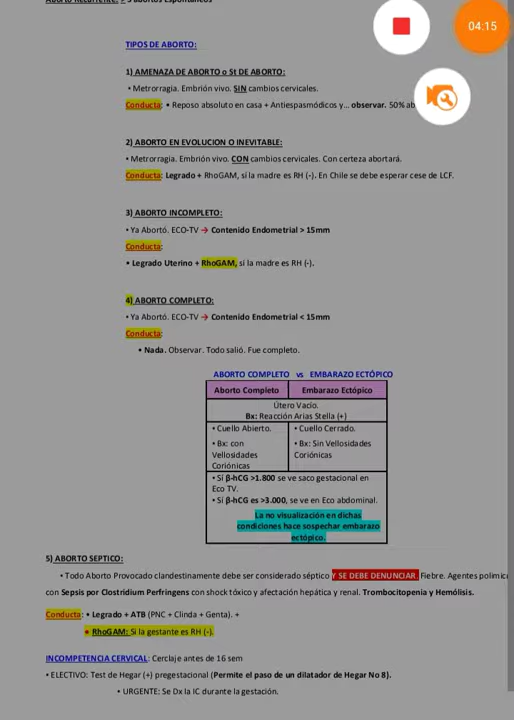 Aborto Recurrente: ≥ 3 abortos Espontáneos
04:15
TIPOS DE ABORTO:
1) AMENAZA DE ABORTO o St DE ABORTO:
• Metrorragia. Embrión vivo. SIN cambios cervicales.
Conducta: • Reposo absoluto en casa + Antiespasmódicos y... observar. 50% ab
2) ABORTO EN EVOLUCION O INEVITABLE:
• Metrorragia. Embrión vivo. CON cambios cervicales. Con certeza abortará.
Conducta: Legrado + RhoGAM, si la madre es RH (-). En Chile se debe esperar cese de LCF.
3) ABORTO INCOMPLETO:
• Ya Abortó. ECO-TV → Contenido Endometrial > 15mm
Conducta:
• Legrado Uterino + RhoGAM, si la madre es RH (-).
4) ABORTO COMPLETO:
• Ya Abortó. ECO-TV → Contenido Endometrial < 15mm
Conducta:
• Nada. Observar. Todo salió. Fue completo.
ABORTO COMPLETO vs EMBARAZO ECTÓPICO
Aborto Completo Embarazo Ectópico
Útero Vacío.
Bx: Reacción Arias Stella (+)
• Cuello Abierto. • Cuello Cerrado.
• Bx: con • Bx: Sin Vellosidades
Vellosidades Coriónicas
Coriónicas
• Sí β-hCG >1.800 se ve saco gestacional en
Eco TV.
• Sí β-hCG es >3.000, se ve en Eco abdominal.
La no visualización en dichas
condiciones hace sospechar embarazo
ectópico.
5) ABORTO SEPTICO:
• Todo Aborto Provocado clandestinamente debe ser considerado séptico Y SE DEBE DENUNCIAR. Fiebre. Agentes polimic
con Sepsis por Clostridium Perfringens con shock tóxico y afectación hepática y renal. Trombocitopenia y Hemólisis.
Conducta: • Legrado + ATB (PNC + Clinda + Genta). +
• RhoGAM: Si la gestante es RH (-).
INCOMPETENCIA CERVICAL: Cerclaje antes de 16 sem
• ELECTIVO: Test de Hegar (+) pregestacional (Permite el paso de un dilatador de Hegar No 8).
• URGENTE: Se Dx la IC durante la gestación.